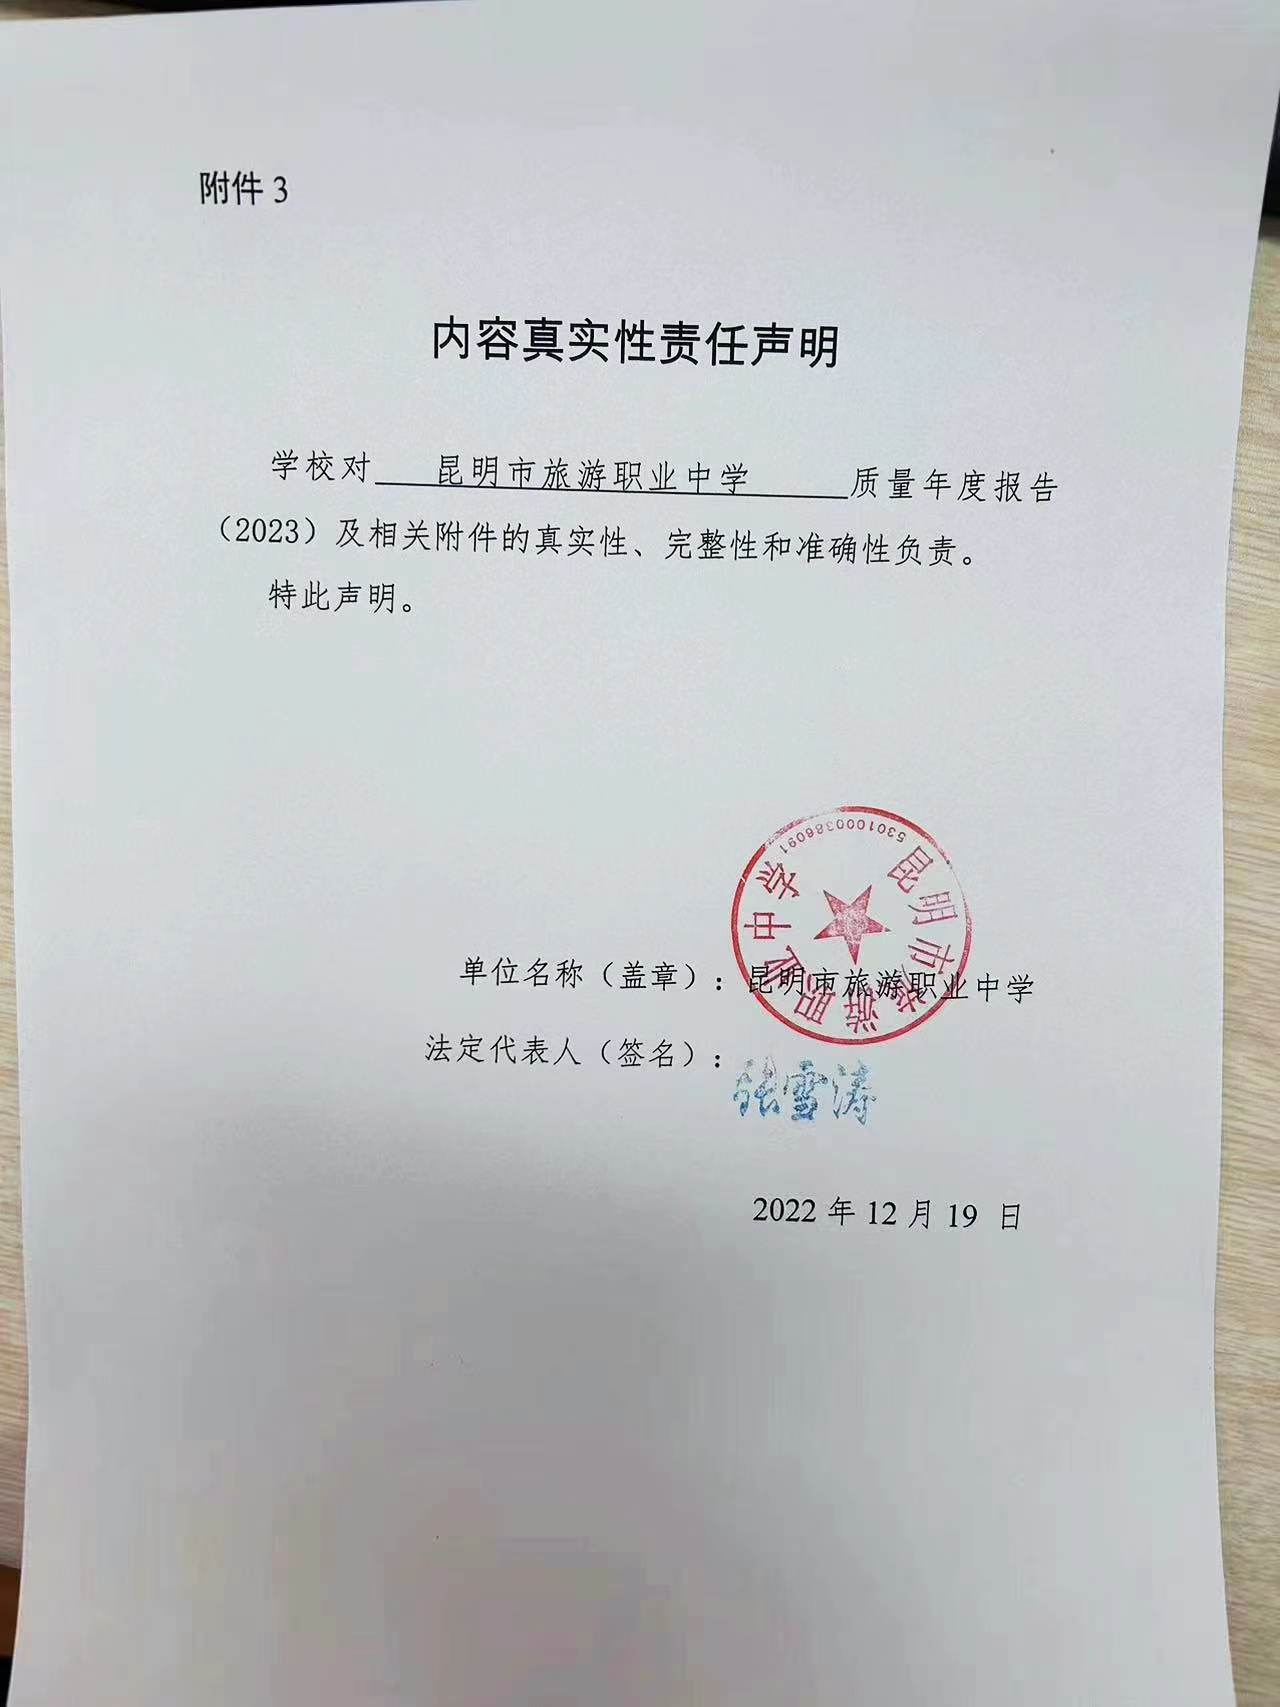 附件 3
内容真实性责任声明
学校对 昆明市旅游职业中学 质量年度报告
（2023）及相关附件的真实性、完整性和准确性负责。
特此声明。
5301000386091
昆明市旅游职业中学
单位名称（盖章）：昆明市旅游职业中学
法定代表人（签名）：
张雪涛
2022 年 12 月 19 日